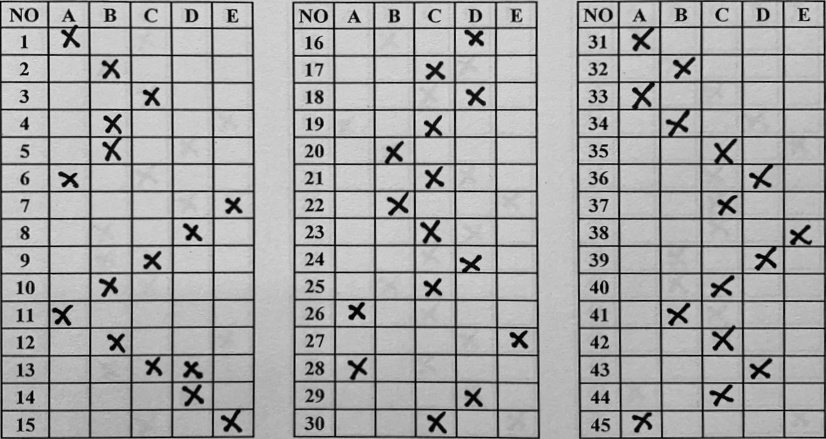 NO A B C D E
1 X
2 X
3 X
4 X
5 X
6 X
7 X
8 X
9 X
10 X
11 X
12 X
13 X X
14 X
15 X
NO A B C D E
16 X
17 X
18 X
19 X
20 X
21 X
22 X
23 X
24 X
25 X
26 X
27 X
28 X
29 X
30 X
NO A B C D E
31 X
32 X
33 X
34 X
35 X
36 X
37 X
38 X
39 X
40 X
41 X
42 X
43 X
44 X
45 X